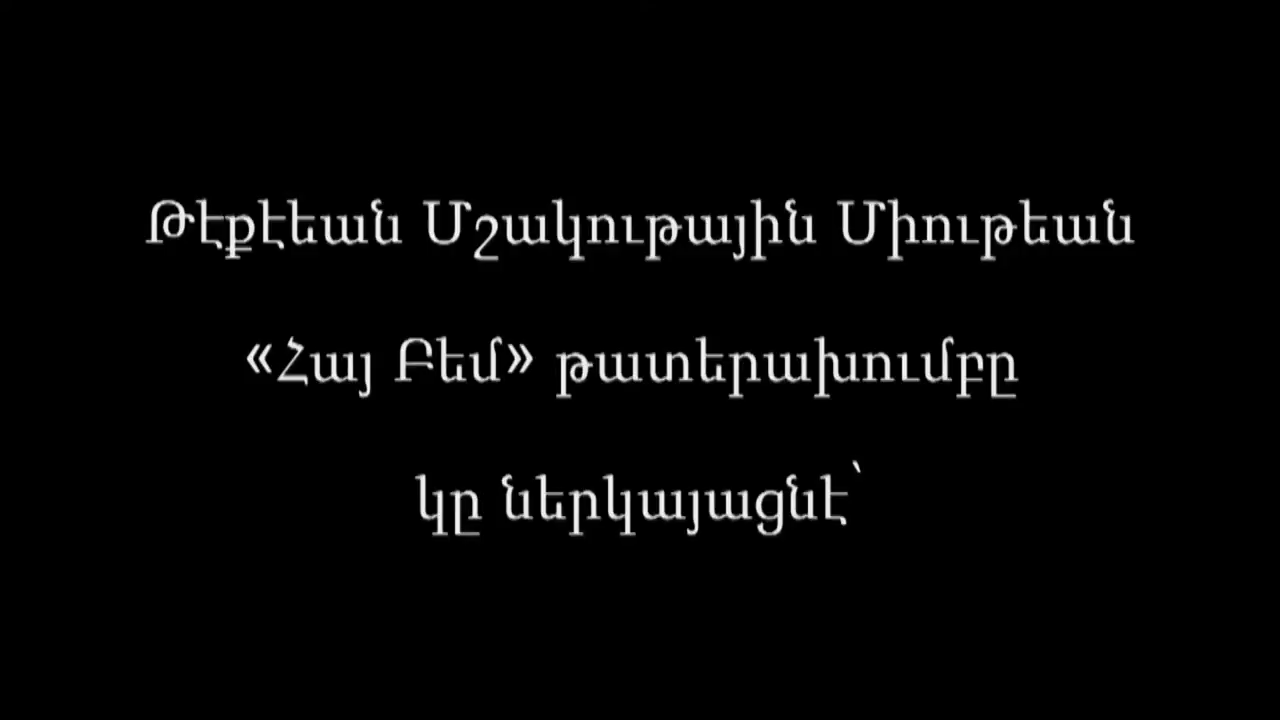 Թէքէեան Մշակութային Միութեան
«Հայ Բեմ» թատերախումբը
կը ներկայացնէ՝